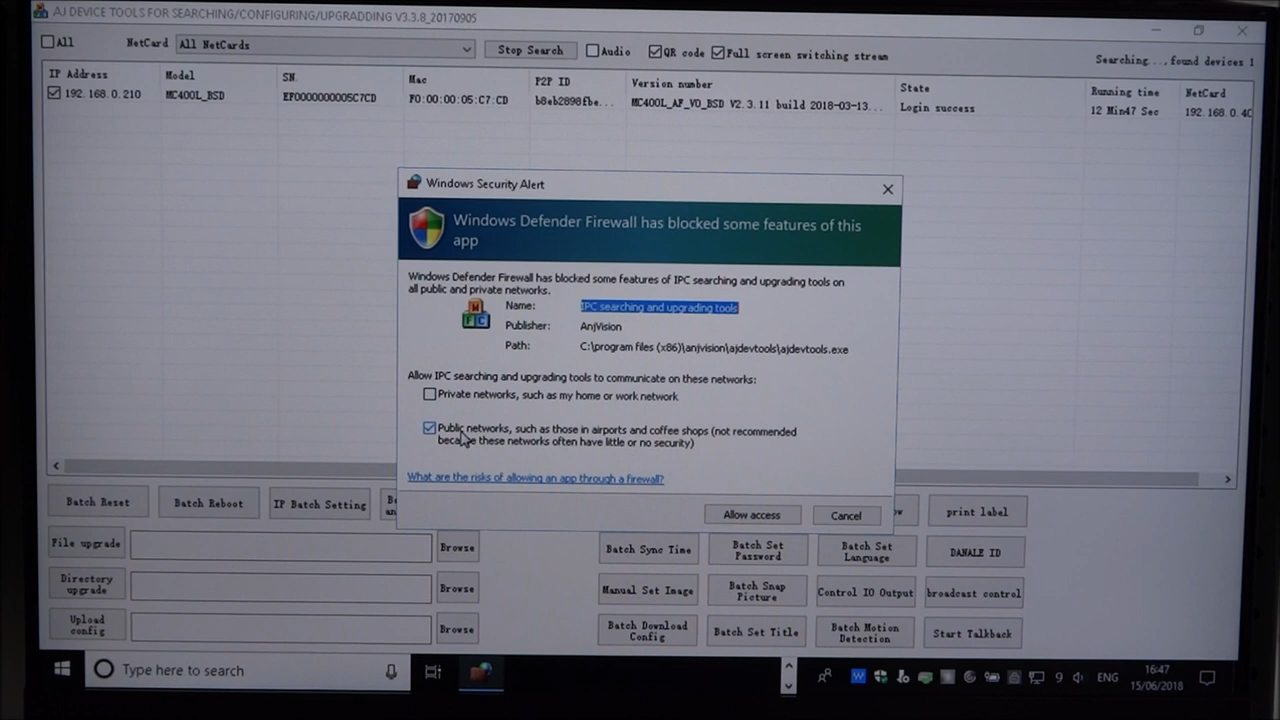 AJ DEVICE TOOLS FOR SEARCHING/CONFIGURING/UPGRADDING V3.3.8_20170905
All NetCard All NetCards Stop Search Audio QR code Full screen switching stream Searching..., found devices 1
IP Address Model SN Mac P2P ID Version number State Running time NetCard
192.168.0.210 MC400L_BSD EF0000000005C7CD F0:00:00:05:C7:CD b8eb2898fbe... MC400L_AF_VO_BSD V2.3.11 build 2018-03-13... Login success 12 Min47 Sec 192.168.0.40
Windows Security Alert
Windows Defender Firewall has blocked some features of this
app
Windows Defender Firewall has blocked some features of IPC searching and upgrading tools on
all public and private networks.
Name: IPC searching and upgrading tools
Publisher: AnjVision
Path: C:\program files (x86)\anjvision\ajdevtools\ajdevtools.exe
Allow IPC searching and upgrading tools to communicate on these networks:
Private networks, such as my home or work network
Public networks, such as those in airports and coffee shops (not recommended
because these networks often have little or no security)
What are the risks of allowing an app through a firewall?
Allow access Cancel
Batch Reset Batch Reboot IP Batch Setting print label
File upgrade Browse Batch Sync Time Batch Set Password Batch Set Language DANALE ID
Directory upgrade Browse Manual Set Image Batch Snap Picture Control IO Output broadcast control
Upload config Browse Batch Download Config Batch Set Title Batch Motion Detection Start Talkback
Type here to search ENG 16:47
15/06/2018